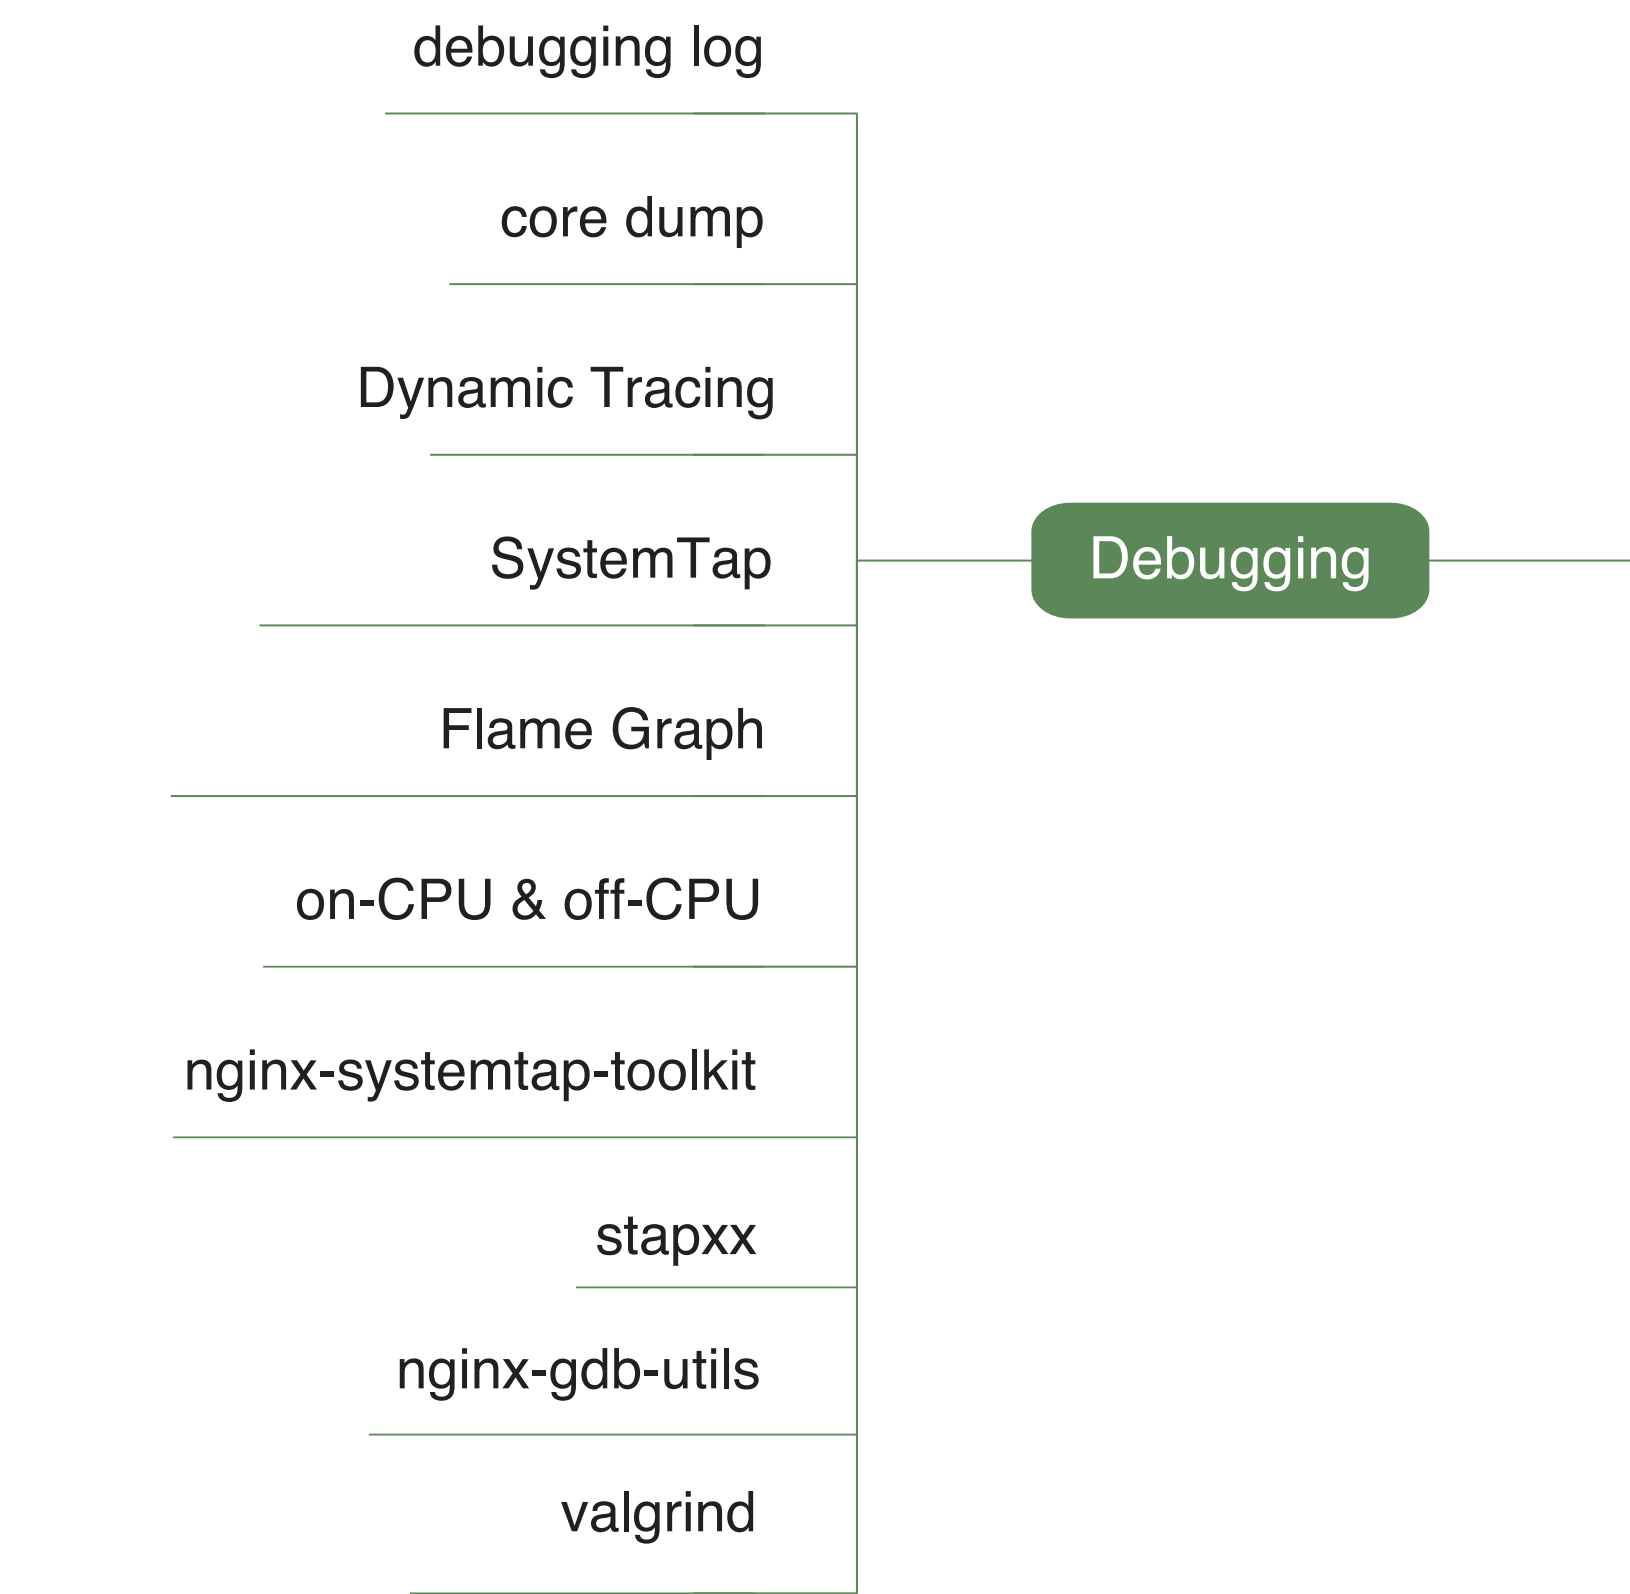 debugging log
core dump
Dynamic Tracing
SystemTap
Debugging
Flame Graph
on-CPU & off-CPU
nginx-systemtap-toolkit
stapxx
nginx-gdb-utils
valgrind